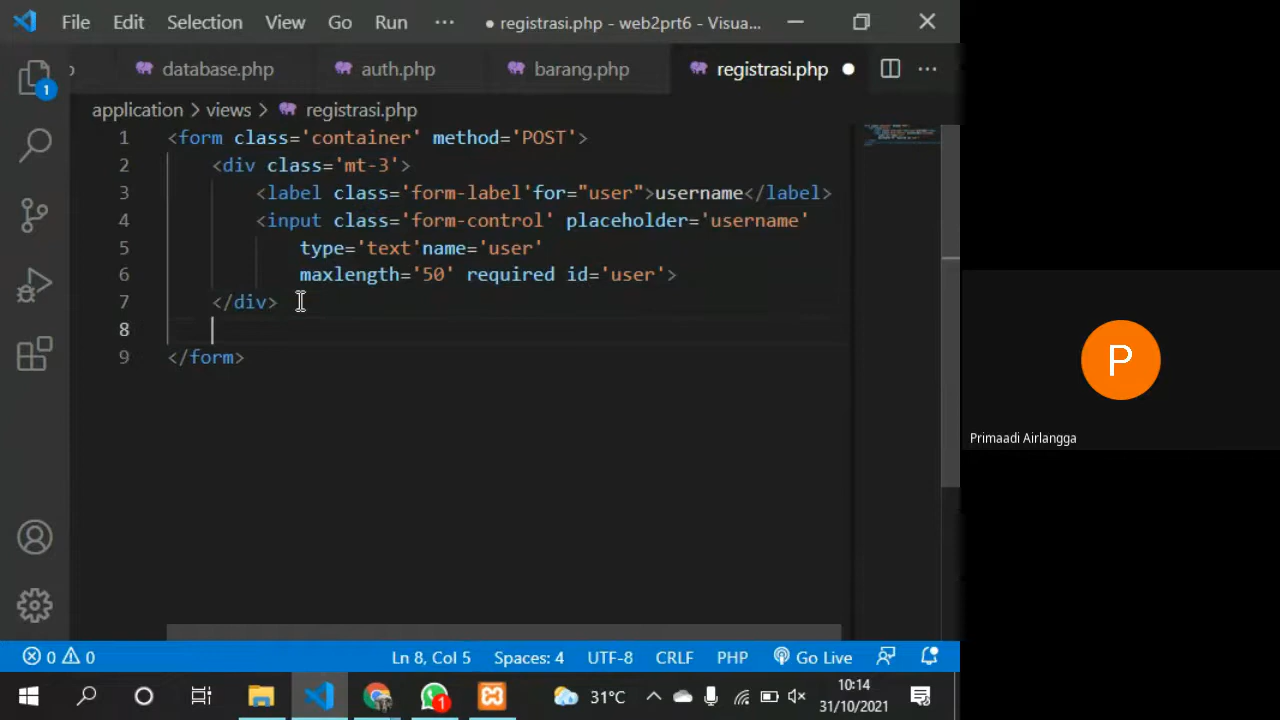 File Edit Selection View Go Run ··· ● registrasi.php - web2prt6 - Visua...
p database.php auth.php barang.php registrasi.php ● ···
application > views > registrasi.php
1 <form class='container' method='POST'>
2 <div class='mt-3'>
3 <label class='form-label'for="user">username</label>
4 <input class='form-control' placeholder='username'
5 type='text'name='user'
6 maxlength='50' required id='user'>
7 </div>
8
9 </form>
1
P
Primaadi Airlangga
0 0 Ln 8, Col 5 Spaces: 4 UTF-8 CRLF PHP Go Live
1 31°C 10:14
31/10/2021